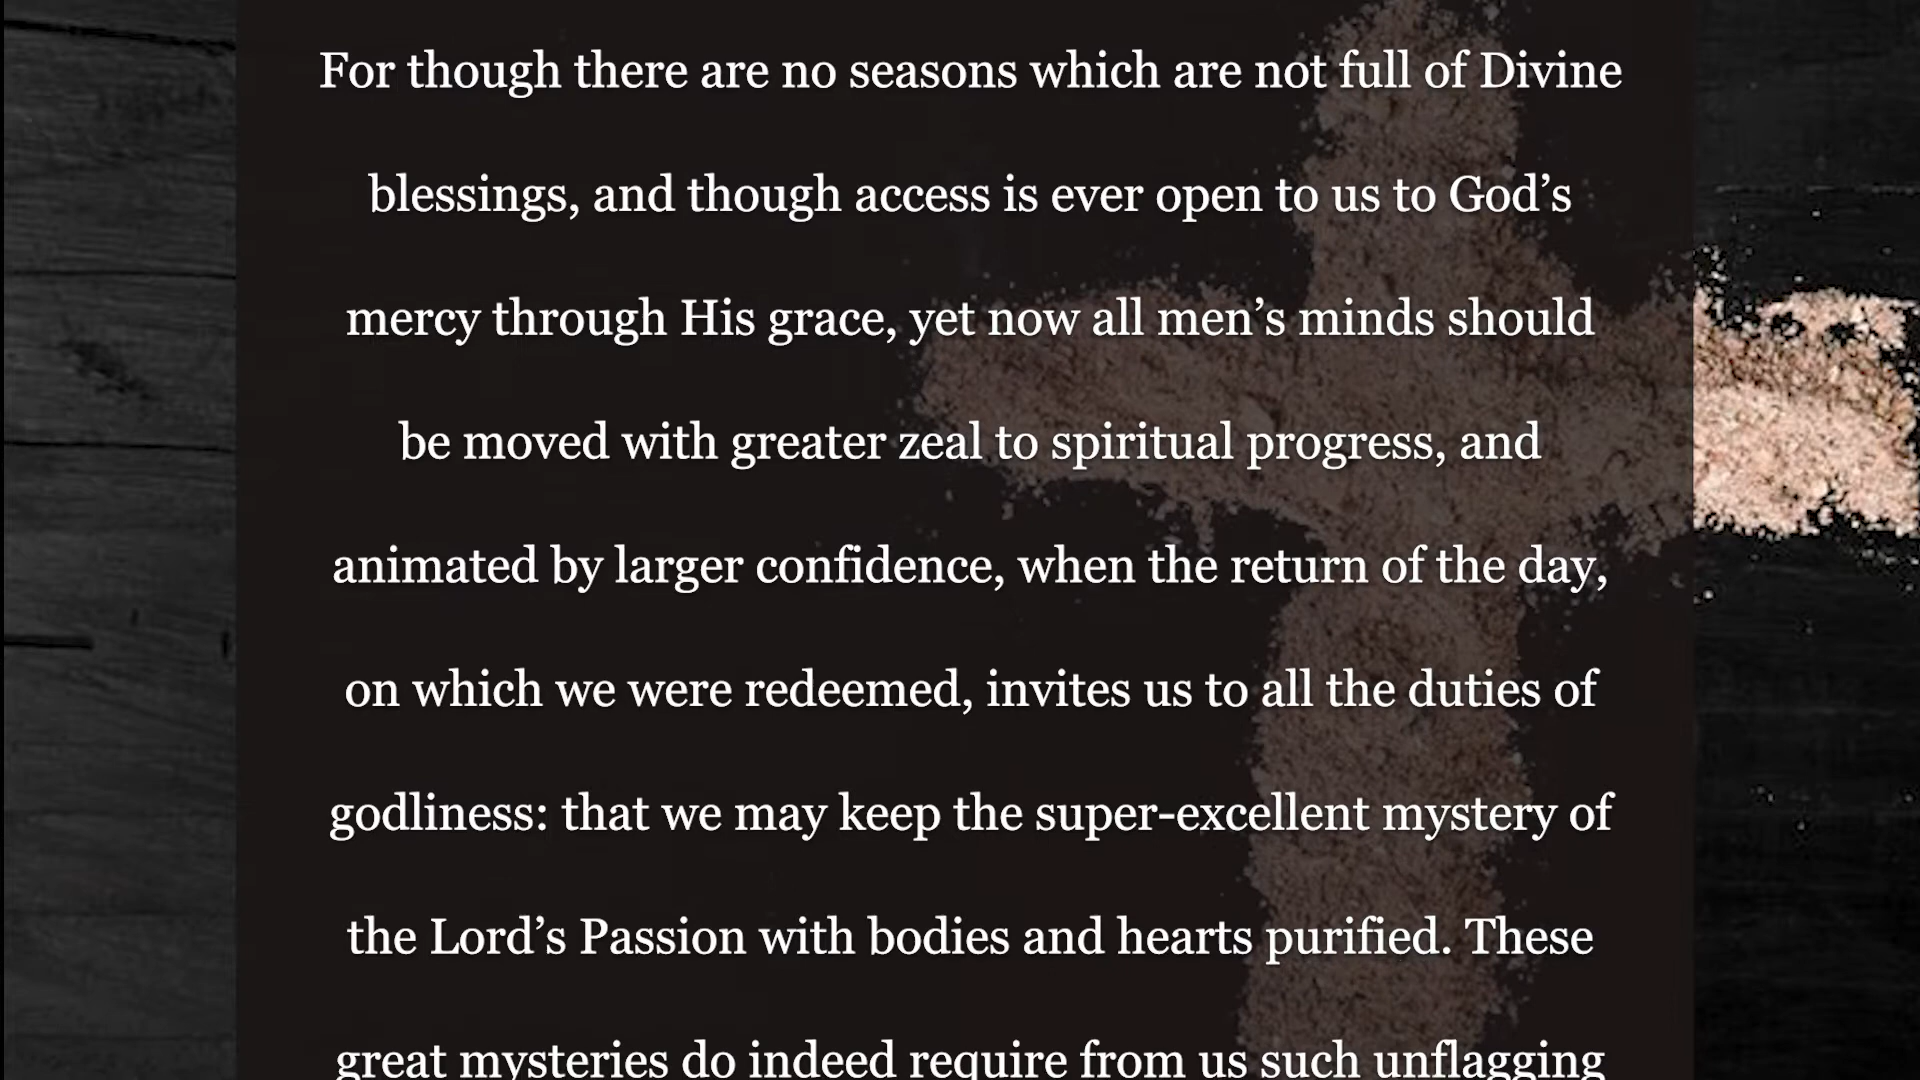 For though there are no seasons which are not full of Divine
blessings, and though access is ever open to us to God’s
mercy through His grace, yet now all men’s minds should
be moved with greater zeal to spiritual progress, and
animated by larger confidence, when the return of the day,
on which we were redeemed, invites us to all the duties of
godliness: that we may keep the super-excellent mystery of
the Lord’s Passion with bodies and hearts purified. These
great mysteries do indeed require from us such unflagging